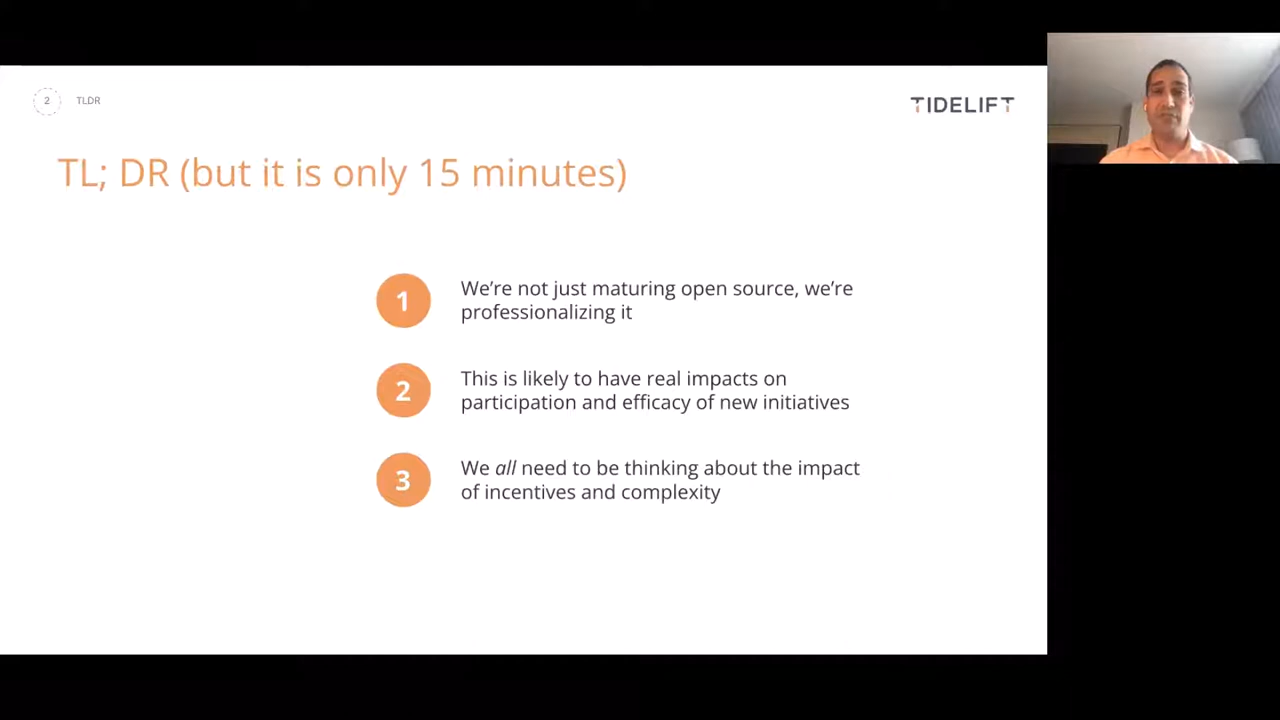 2 TLDR
TIDELIFT
TL; DR (but it is only 15 minutes)
1
We’re not just maturing open source, we’re
professionalizing it
2
This is likely to have real impacts on
participation and efficacy of new initiatives
3
We all need to be thinking about the impact
of incentives and complexity